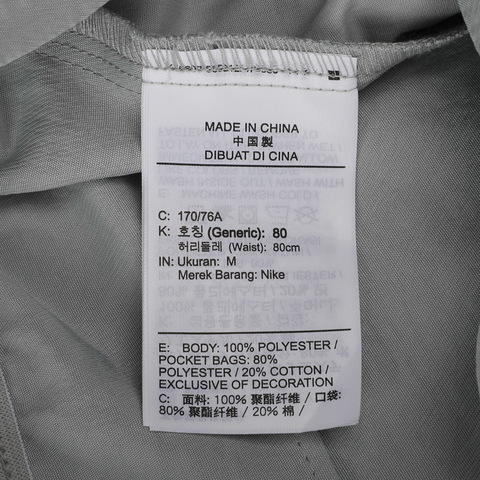 MADE IN CHINA
中国製
DIBUAT DI CINA
C: 170/76A
K: 호칭 (Generic): 80
허리둘레 (Waist): 80cm
IN: Ukuran: M
Merek Barang: Nike
E: BODY: 100% POLYESTER /
POCKET BAGS: 80%
POLYESTER / 20% COTTON /
EXCLUSIVE OF DECORATION
C: 面料: 100% 聚酯纤维 / 口袋:
80% 聚酯纤维 / 20% 棉 /